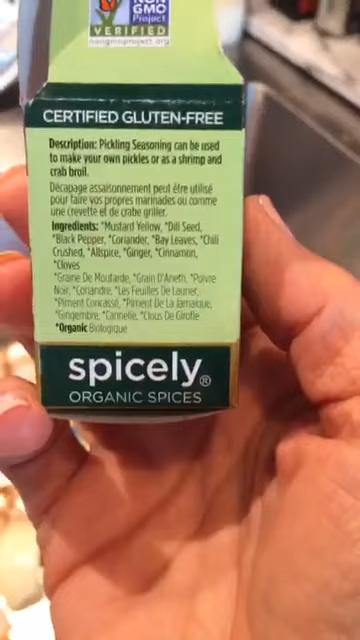 NON
GMO
Project
VERIFIED
nongmoproject.org
CERTIFIED GLUTEN-FREE
Description: Pickling Seasoning can be used
to make your own pickles or as a shrimp and
crab broil.
Décapage assaisonnement peut être utilisé
pour faire vos propres marinades ou comme
une crevette et de crabe griller.
Ingredients: *Mustard Yellow, *Dill Seed,
*Black Pepper, *Coriander, *Bay Leaves, *Chili
Crushed, *Allspice, *Ginger, *Cinnamon,
*Cloves
*Graine De Moutarde, *Grain D'Aneth, *Poivre
Noir, *Coriandre, *Les Feuilles De Laurier,
*Piment Concassé, *Piment De La Jamaïque,
*Gingembre, *Cannelle, *Clous De Girofle
*Organic Biologique
spicely®
ORGANIC SPICES